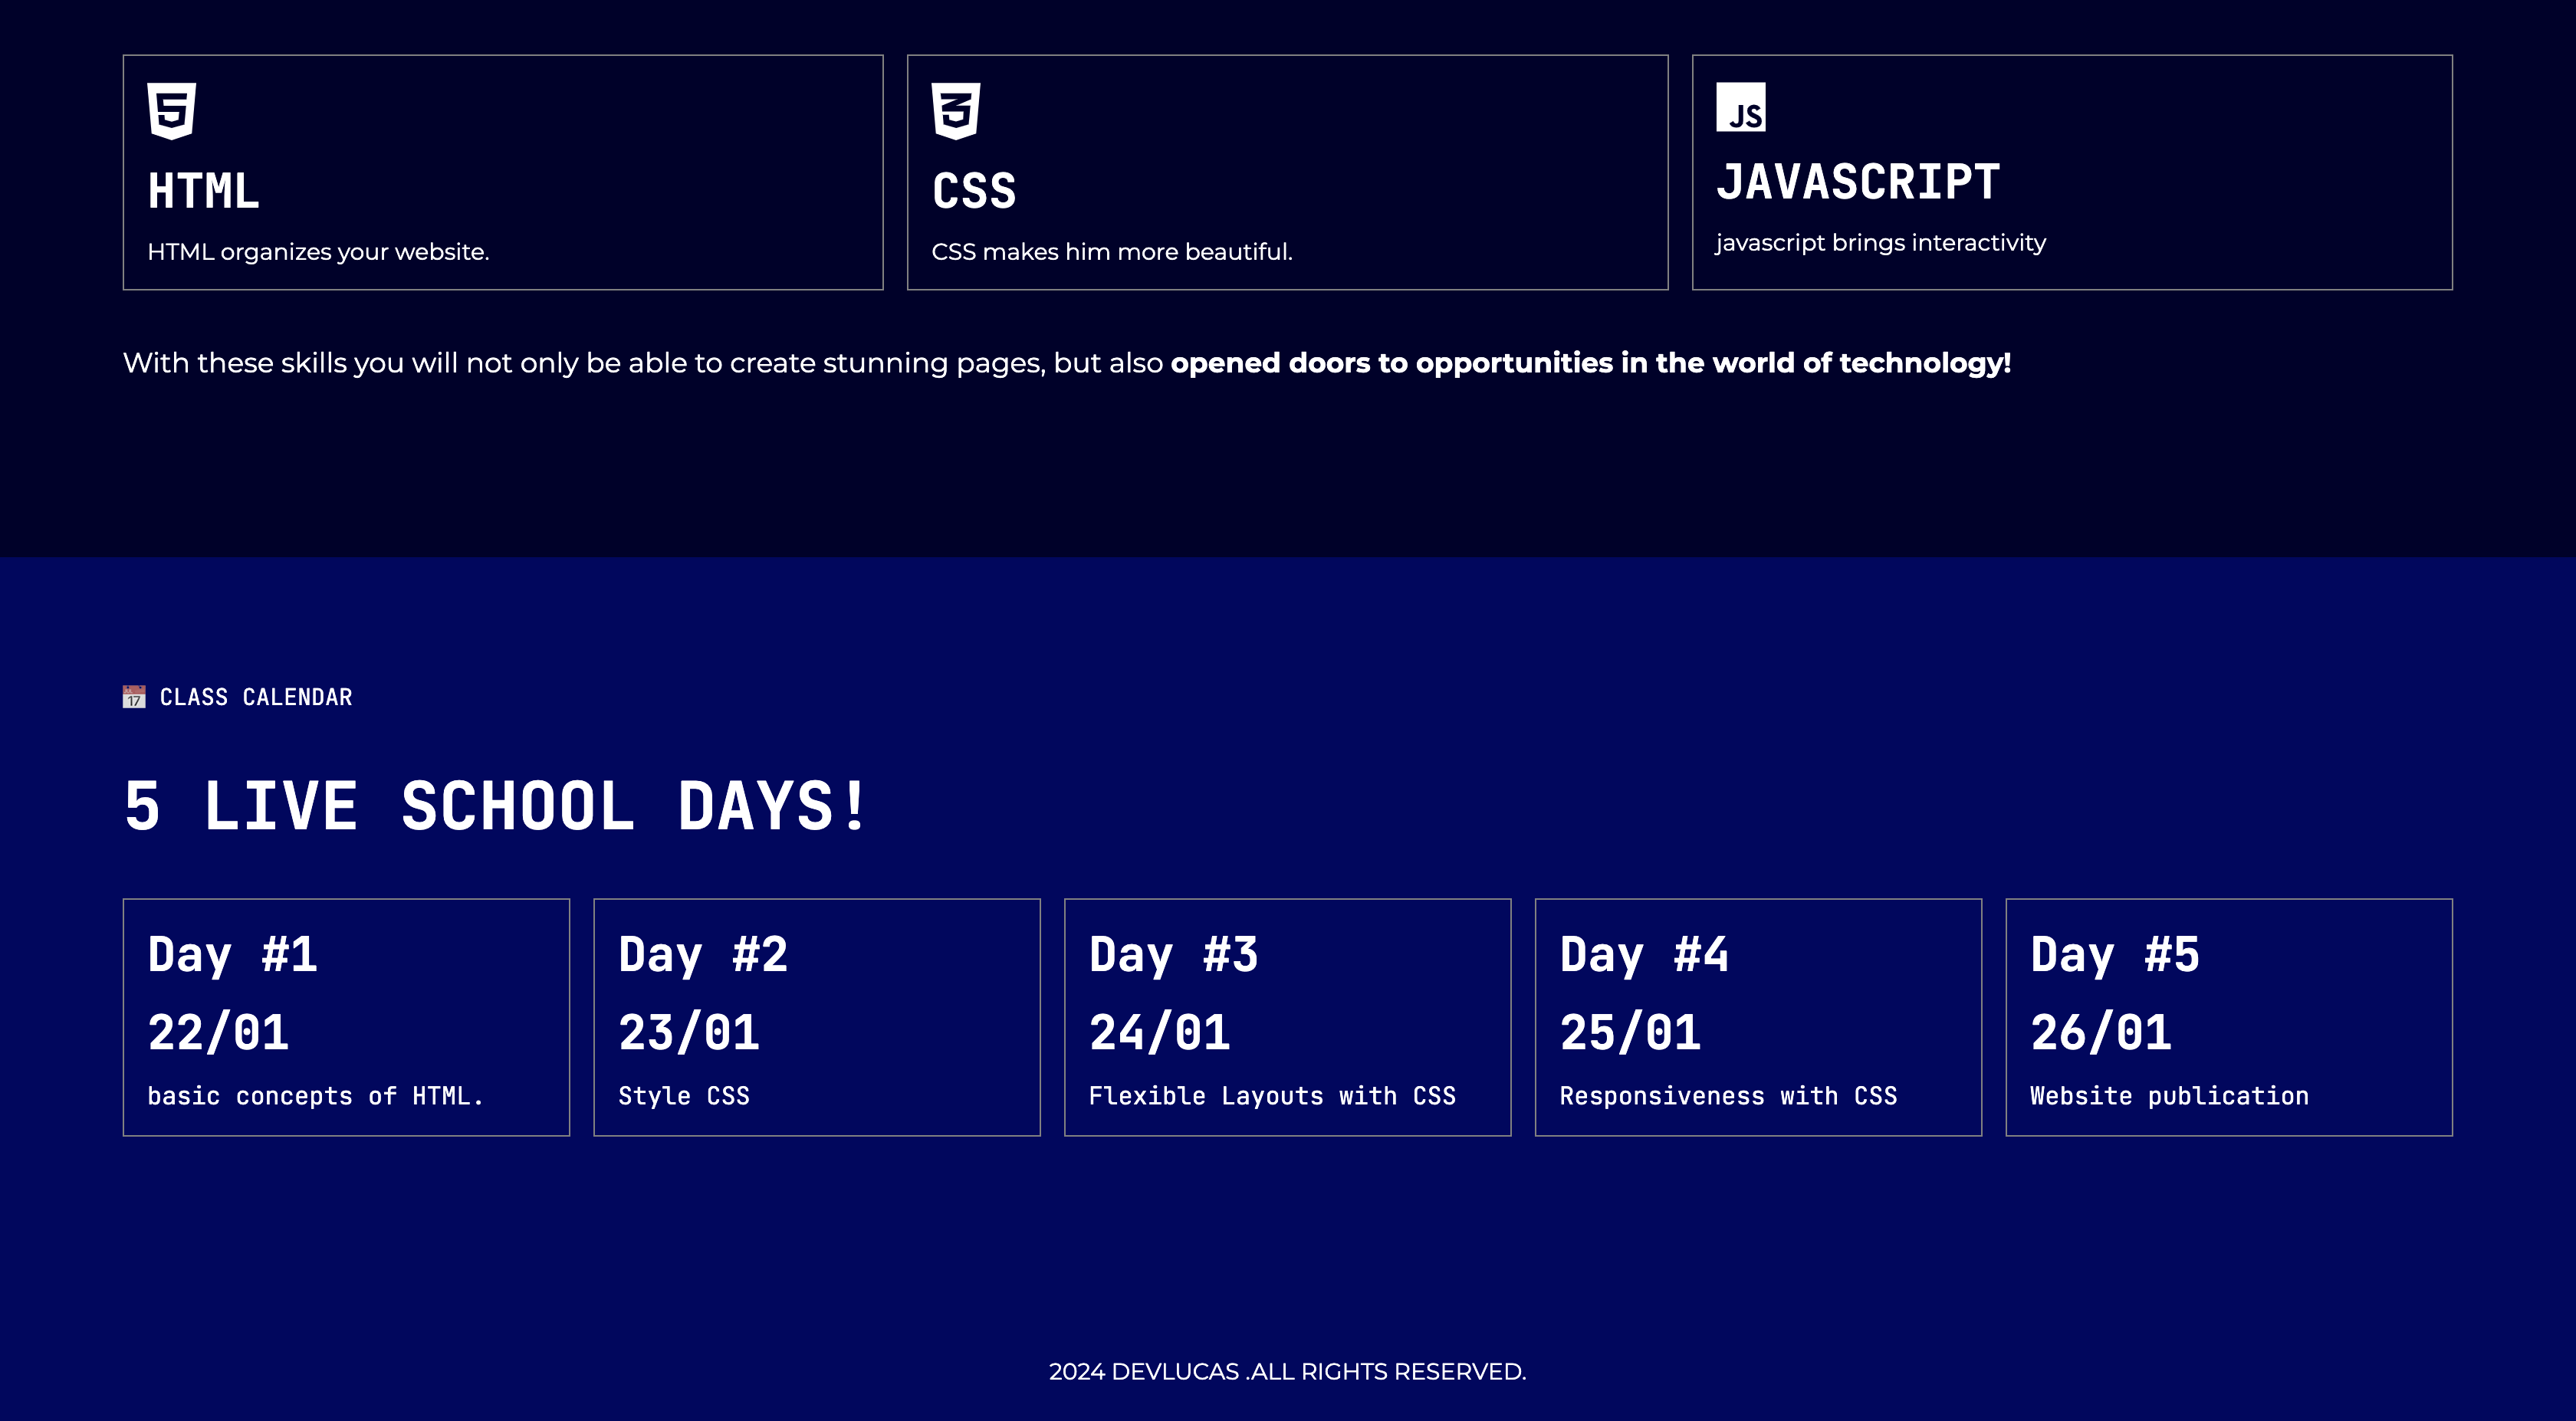 HTML
HTML organizes your website.
CSS
CSS makes him more beautiful.
JS
JAVASCRIPT
javascript brings interactivity
With these skills you will not only be able to create stunning pages, but also opened doors to opportunities in the world of technology!
17 CLASS CALENDAR
5 LIVE SCHOOL DAYS!
Day #1
22/01
basic concepts of HTML.
Day #2
23/01
Style CSS
Day #3
24/01
Flexible Layouts with CSS
Day #4
25/01
Responsiveness with CSS
Day #5
26/01
Website publication
2024 DEVLUCAS .ALL RIGHTS RESERVED.